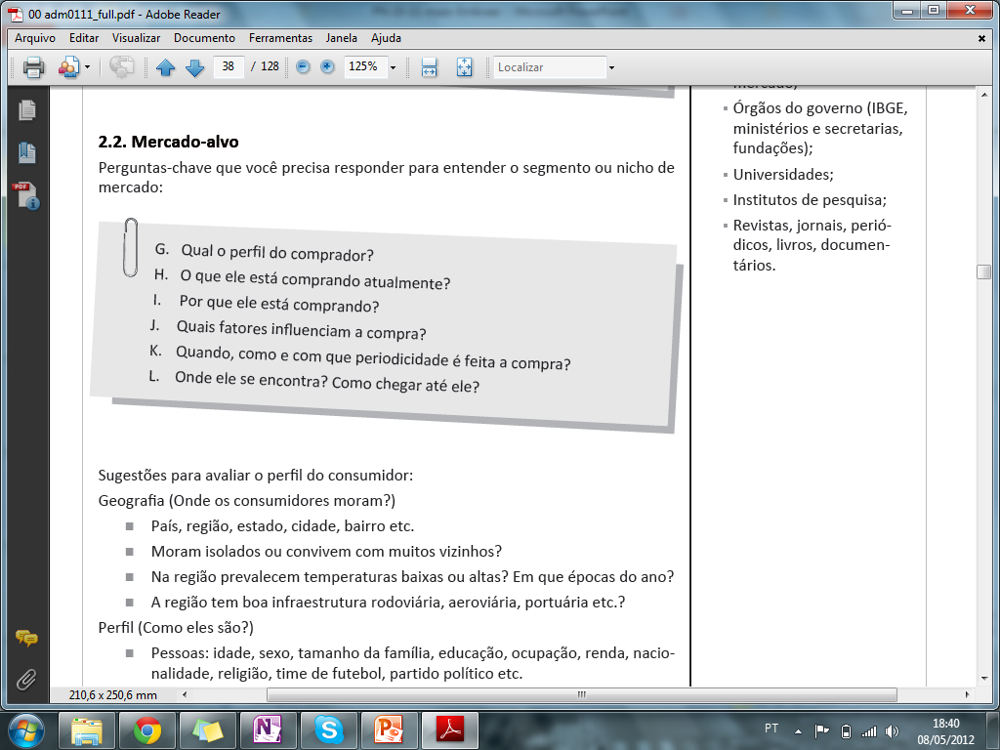 00 adm0111_full.pdf - Adobe Reader
Arquivo Editar Visualizar Documento Ferramentas Janela Ajuda
38 / 128 125% Localizar
2.2. Mercado-alvo
Perguntas-chave que você precisa responder para entender o segmento ou nicho de
mercado:
G. Qual o perfil do comprador?
H. O que ele está comprando atualmente?
I. Por que ele está comprando?
J. Quais fatores influenciam a compra?
K. Quando, como e com que periodicidade é feita a compra?
L. Onde ele se encontra? Como chegar até ele?
Sugestões para avaliar o perfil do consumidor:
Geografia (Onde os consumidores moram?)
País, região, estado, cidade, bairro etc.
Moram isolados ou convivem com muitos vizinhos?
Na região prevalecem temperaturas baixas ou altas? Em que épocas do ano?
A região tem boa infraestrutura rodoviária, aeroviária, portuária etc.?
Perfil (Como eles são?)
Pessoas: idade, sexo, tamanho da família, educação, ocupação, renda, nacio-
nalidade, religião, time de futebol, partido político etc.
mercado;
Órgãos do governo (IBGE,
ministérios e secretarias,
fundações);
Universidades;
Institutos de pesquisa;
Revistas, jornais, perió-
dicos, livros, documen-
tários.
210,6 x 250,6 mm
PT
18:40
08/05/2012